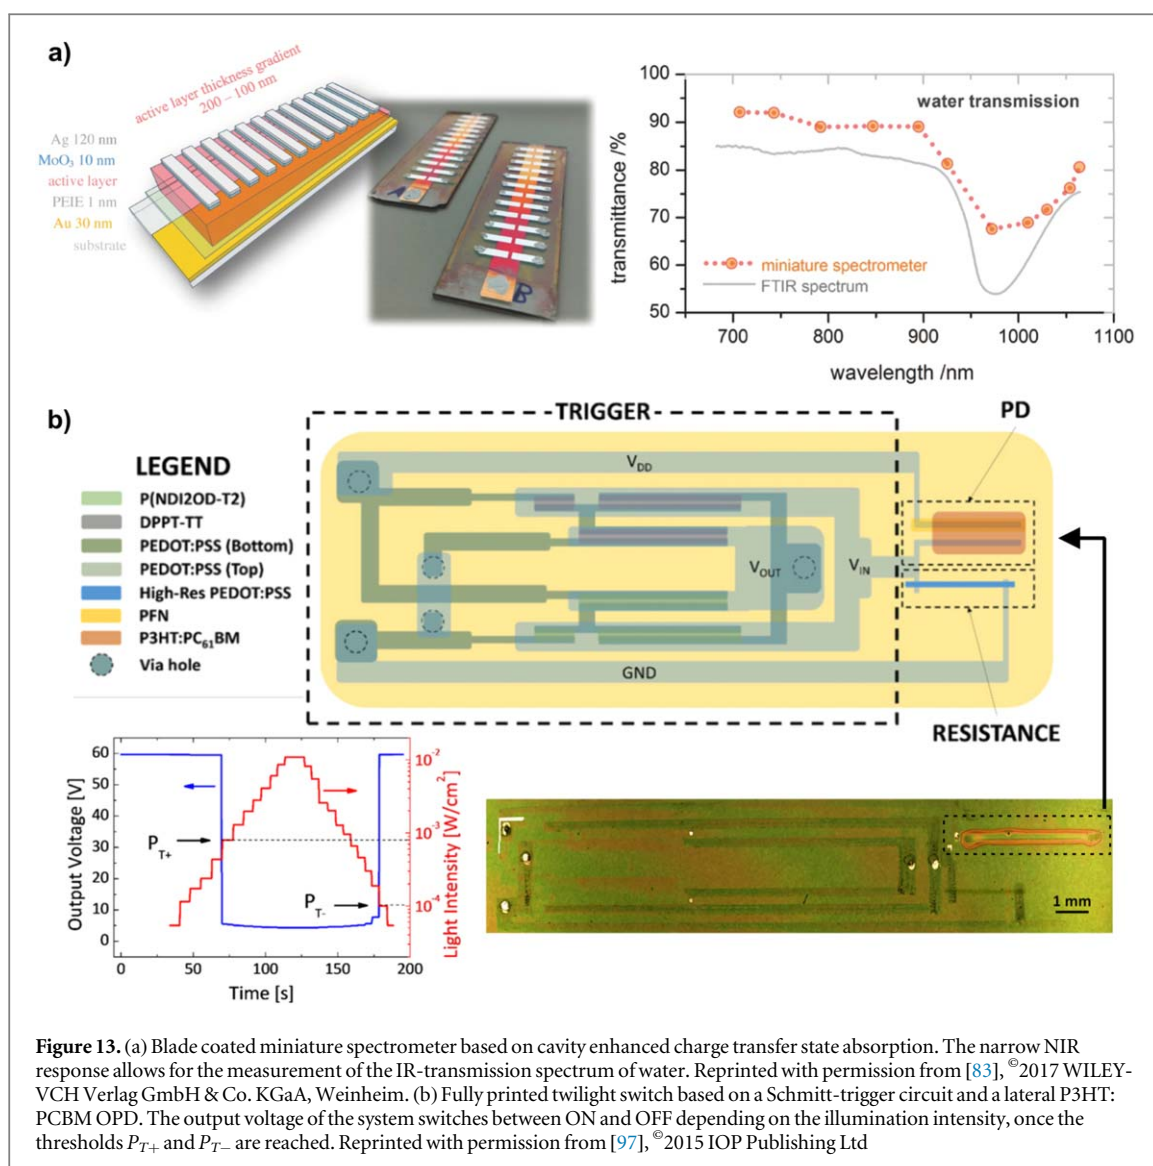 a)
active layer thickness gradient
200 – 100 nm
Ag 120 nm
MoO₃ 10 nm
active layer
PEIE 1 nm
Au 30 nm
substrate
A
B
100
90
80
70
60
50
transmittance /%
water transmission
miniature spectrometer
FTIR spectrum
700 800 900 1000 1100
wavelength /nm
b)
TRIGGER
PD
LEGEND
P(NDI2OD-T2)
DPPT-TT
PEDOT:PSS (Bottom)
PEDOT:PSS (Top)
High-Res PEDOT:PSS
PFN
P3HT:PC₆₁BM
Via hole
V_DD
V_OUT
V_IN
GND
RESISTANCE
60
50
40
30
20
10
0
Output Voltage [V]
P_T+
P_T-
10⁻²
10⁻³
10⁻⁴
Light Intensity [W/cm²]
0 50 100 150 200
Time [s]
1 mm
Figure 13. (a) Blade coated miniature spectrometer based on cavity enhanced charge transfer state absorption. The narrow NIR
response allows for the measurement of the IR-transmission spectrum of water. Reprinted with permission from [83], ©2017 WILEY-
VCH Verlag GmbH & Co. KGaA, Weinheim. (b) Fully printed twilight switch based on a Schmitt-trigger circuit and a lateral P3HT:
PCBM OPD. The output voltage of the system switches between ON and OFF depending on the illumination intensity, once the
thresholds P_T+ and P_T− are reached. Reprinted with permission from [97], ©2015 IOP Publishing Ltd